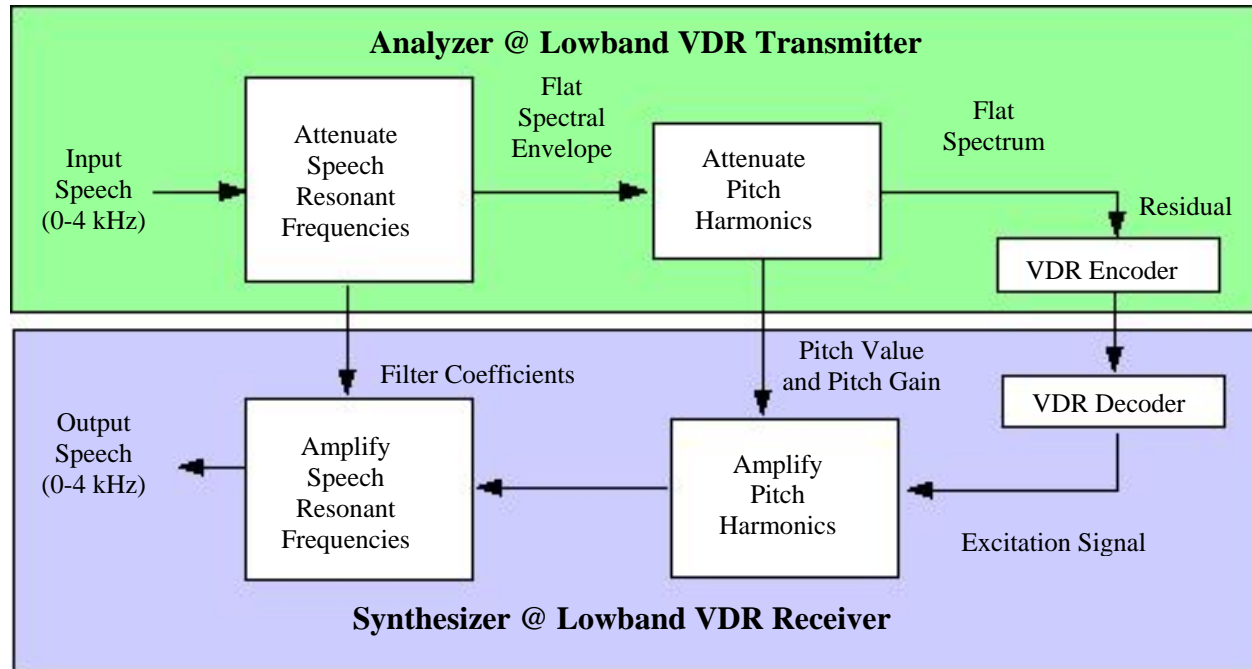 Analyzer @ Lowband VDR Transmitter
Input
Speech
(0-4 kHz)
Attenuate
Speech
Resonant
Frequencies
Flat
Spectral
Envelope
Attenuate
Pitch
Harmonics
Flat
Spectrum
Residual
VDR Encoder
Filter Coefficients
Pitch Value
and Pitch Gain
VDR Decoder
Excitation Signal
Amplify
Pitch
Harmonics
Amplify
Speech
Resonant
Frequencies
Output
Speech
(0-4 kHz)
Synthesizer @ Lowband VDR Receiver